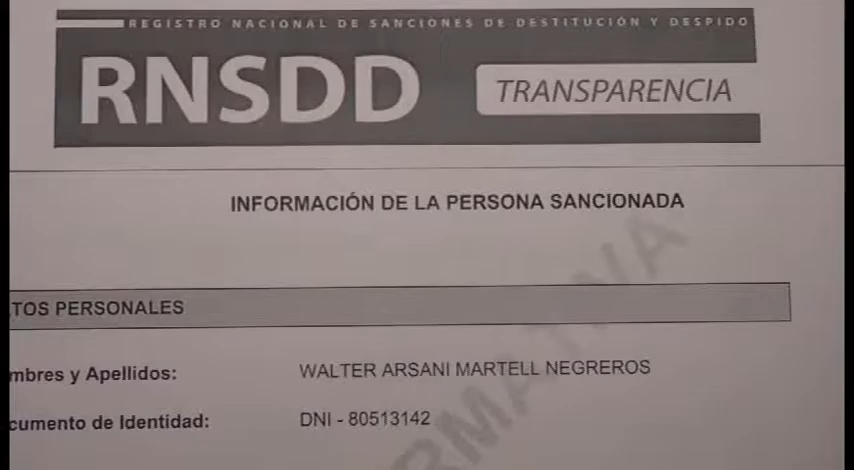 REGISTRO NACIONAL DE SANCIONES DE DESTITUCIÓN Y DESPIDO
RNSDD
TRANSPARENCIA
INFORMACIÓN DE LA PERSONA SANCIONADA
TOS PERSONALES
mbres y Apellidos: WALTER ARSANI MARTELL NEGREROS
cumento de Identidad: DNI - 80513142
RMATIVA